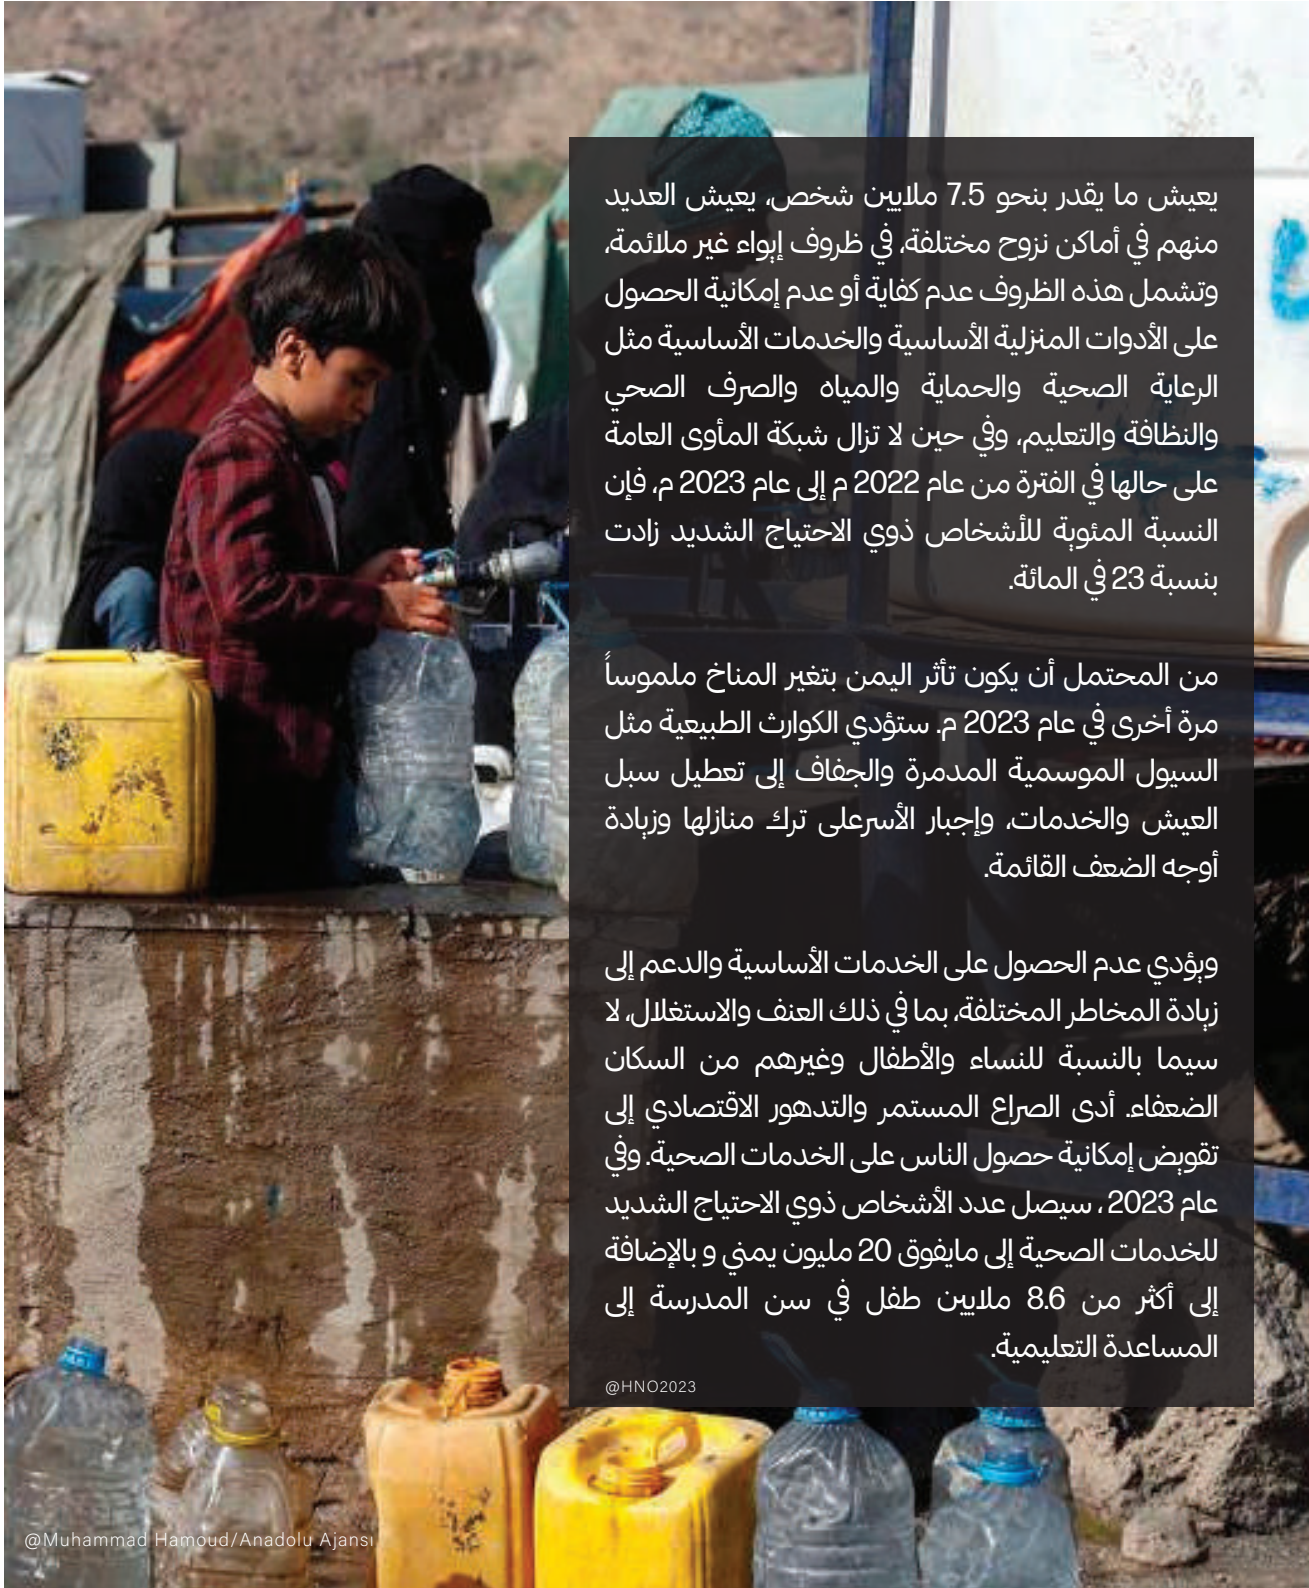 يعيش ما يقدر بنحو 7.5 ملايين شخص، يعيش العديد
منهم في أماكن نزوح مختلفة، في ظروف إيواء غير ملائمة،
وتشمل هذه الظروف عدم كفاية أو عدم إمكانية الحصول
على الأدوات المنزلية الأساسية والخدمات الأساسية مثل
الرعاية الصحية والحماية والمياه والصرف الصحي
والنظافة والتعليم، وفي حين لا تزال شبكة المأوى العامة
على حالها في الفترة من عام 2022 م إلى عام 2023 م، فإن
النسبة المئوية للأشخاص ذوي الاحتياج الشديد زادت
بنسبة 23 في المائة.
من المحتمل أن يكون تأثر اليمن بتغير المناخ ملموساً
مرة أخرى في عام 2023 م. ستؤدي الكوارث الطبيعية مثل
السيول الموسمية المدمرة والجفاف إلى تعطيل سبل
العيش والخدمات، وإجبار الأسرعلى ترك منازلها وزيادة
أوجه الضعف القائمة.
ويؤدي عدم الحصول على الخدمات الأساسية والدعم إلى
زيادة المخاطر المختلفة، بما في ذلك العنف والاستغلال، لا
سيما بالنسبة للنساء والأطفال وغيرهم من السكان
الضعفاء. أدى الصراع المستمر والتدهور الاقتصادي إلى
تقويض إمكانية حصول الناس على الخدمات الصحية. وفي
عام 2023 ، سيصل عدد الأشخاص ذوي الاحتياج الشديد
للخدمات الصحية إلى مايفوق 20 مليون يمني و بالإضافة
إلى أكثر من 8.6 ملايين طفل في سن المدرسة إلى
المساعدة التعليمية.
@HNO2023
@Muhammad Hamoud/Anadolu Ajansı